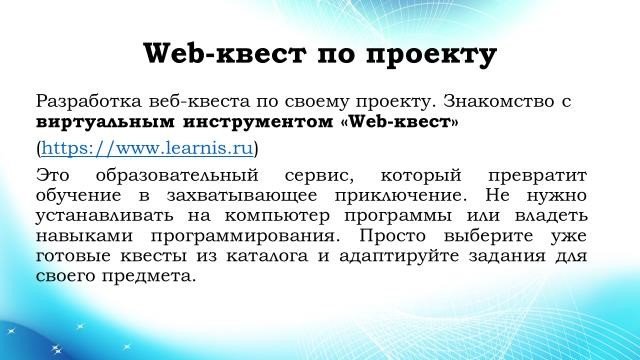 Web-квест по проекту
Разработка веб-квеста по своему проекту. Знакомство с
виртуальным инструментом «Web-квест»
(https://www.learnis.ru)
Это образовательный сервис, который превратит
обучение в захватывающее приключение. Не нужно
устанавливать на компьютер программы или владеть
навыками программирования. Просто выберите уже
готовые квесты из каталога и адаптируйте задания для
своего предмета.